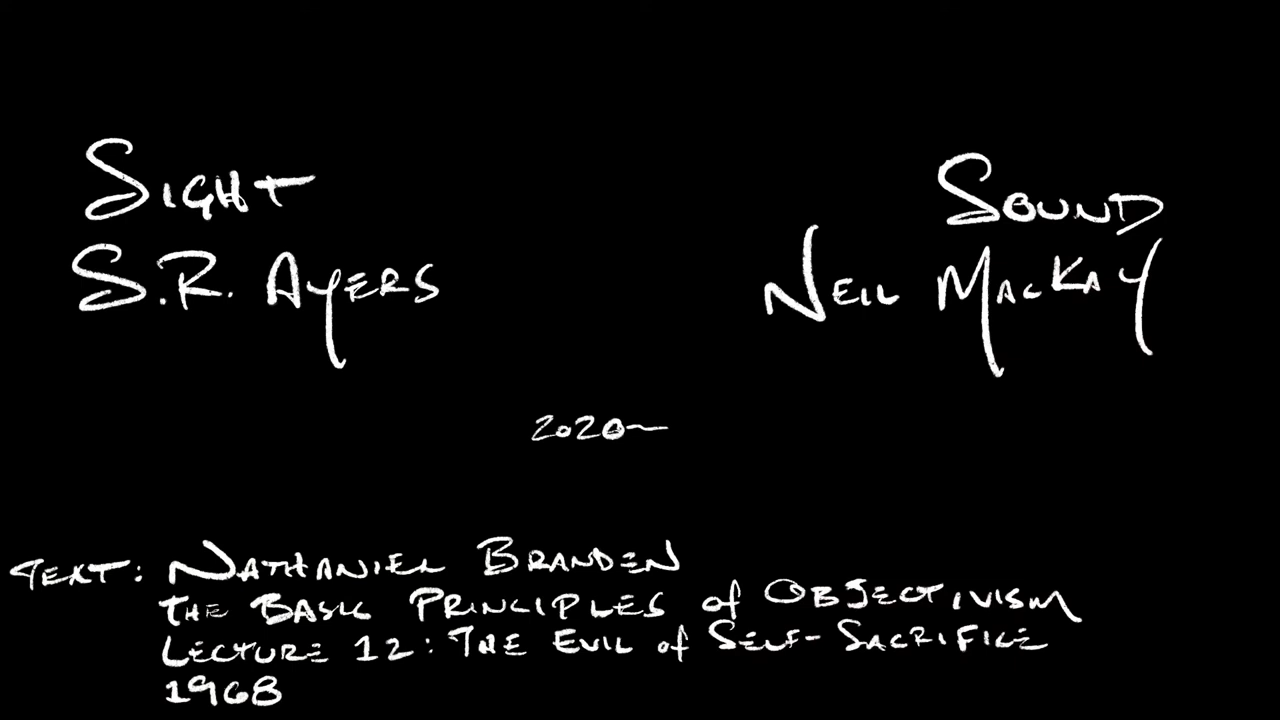 Sight
S.R. Ayers
Sound
Neil MacKay
2020~
Text: Nathaniel Branden
The Basic Principles of Objectivism
Lecture 12: The Evil of Self-Sacrifice
1968